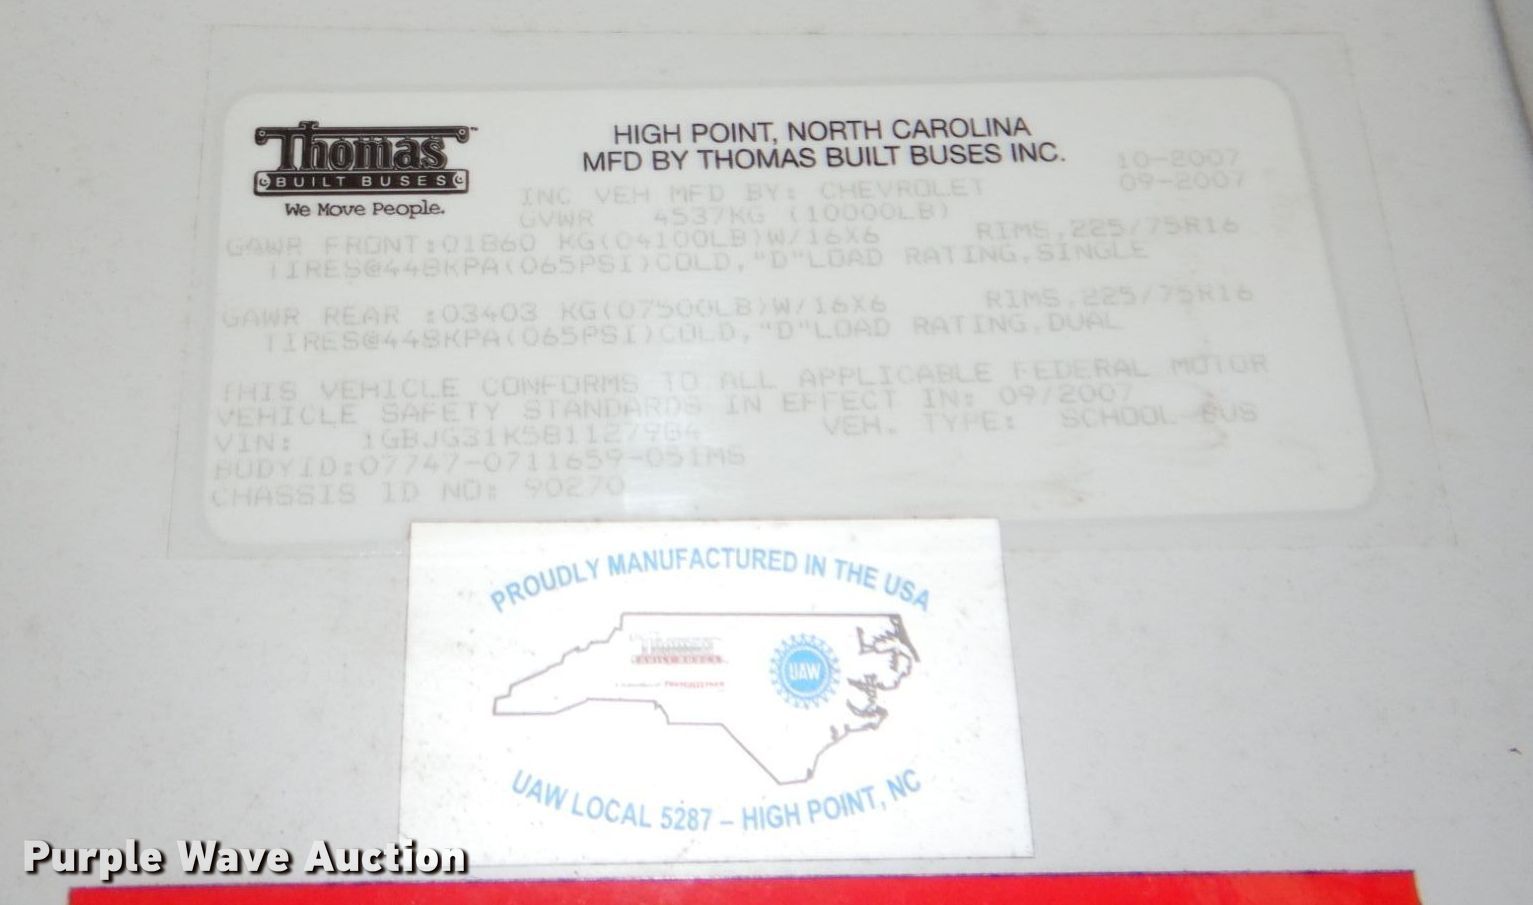 Thomas
BUILT BUSES
We Move People.
HIGH POINT, NORTH CAROLINA
MFD BY THOMAS BUILT BUSES INC.
10-2007
INC VEH MFD BY: CHEVROLET 09-2007
GVWR 4537KG (10000LB)
GAWR FRONT:01860 KG(04100LB)W/16X6 RIMS,225/75R16
TIRES@448KPA(065PSI)COLD,"D"LOAD RATING,SINGLE
GAWR REAR :03403 KG(07500LB)W/16X6 RIMS,225/75R16
TIRES@448KPA(065PSI)COLD,"D"LOAD RATING,DUAL
THIS VEHICLE CONFORMS TO ALL APPLICABLE FEDERAL MOTOR
VEHICLE SAFETY STANDARDS IN EFFECT IN: 09/2007
VIN: 1GBJG31K581127984 VEH. TYPE: SCHOOL BUS
BODYID:07747-0711659-051MS
CHASSIS ID NO: 90270
PROUDLY MANUFACTURED IN THE USA
THOMAS
BUILT BUSES
UAW
UAW LOCAL 5287 – HIGH POINT, NC
Purple Wave Auction